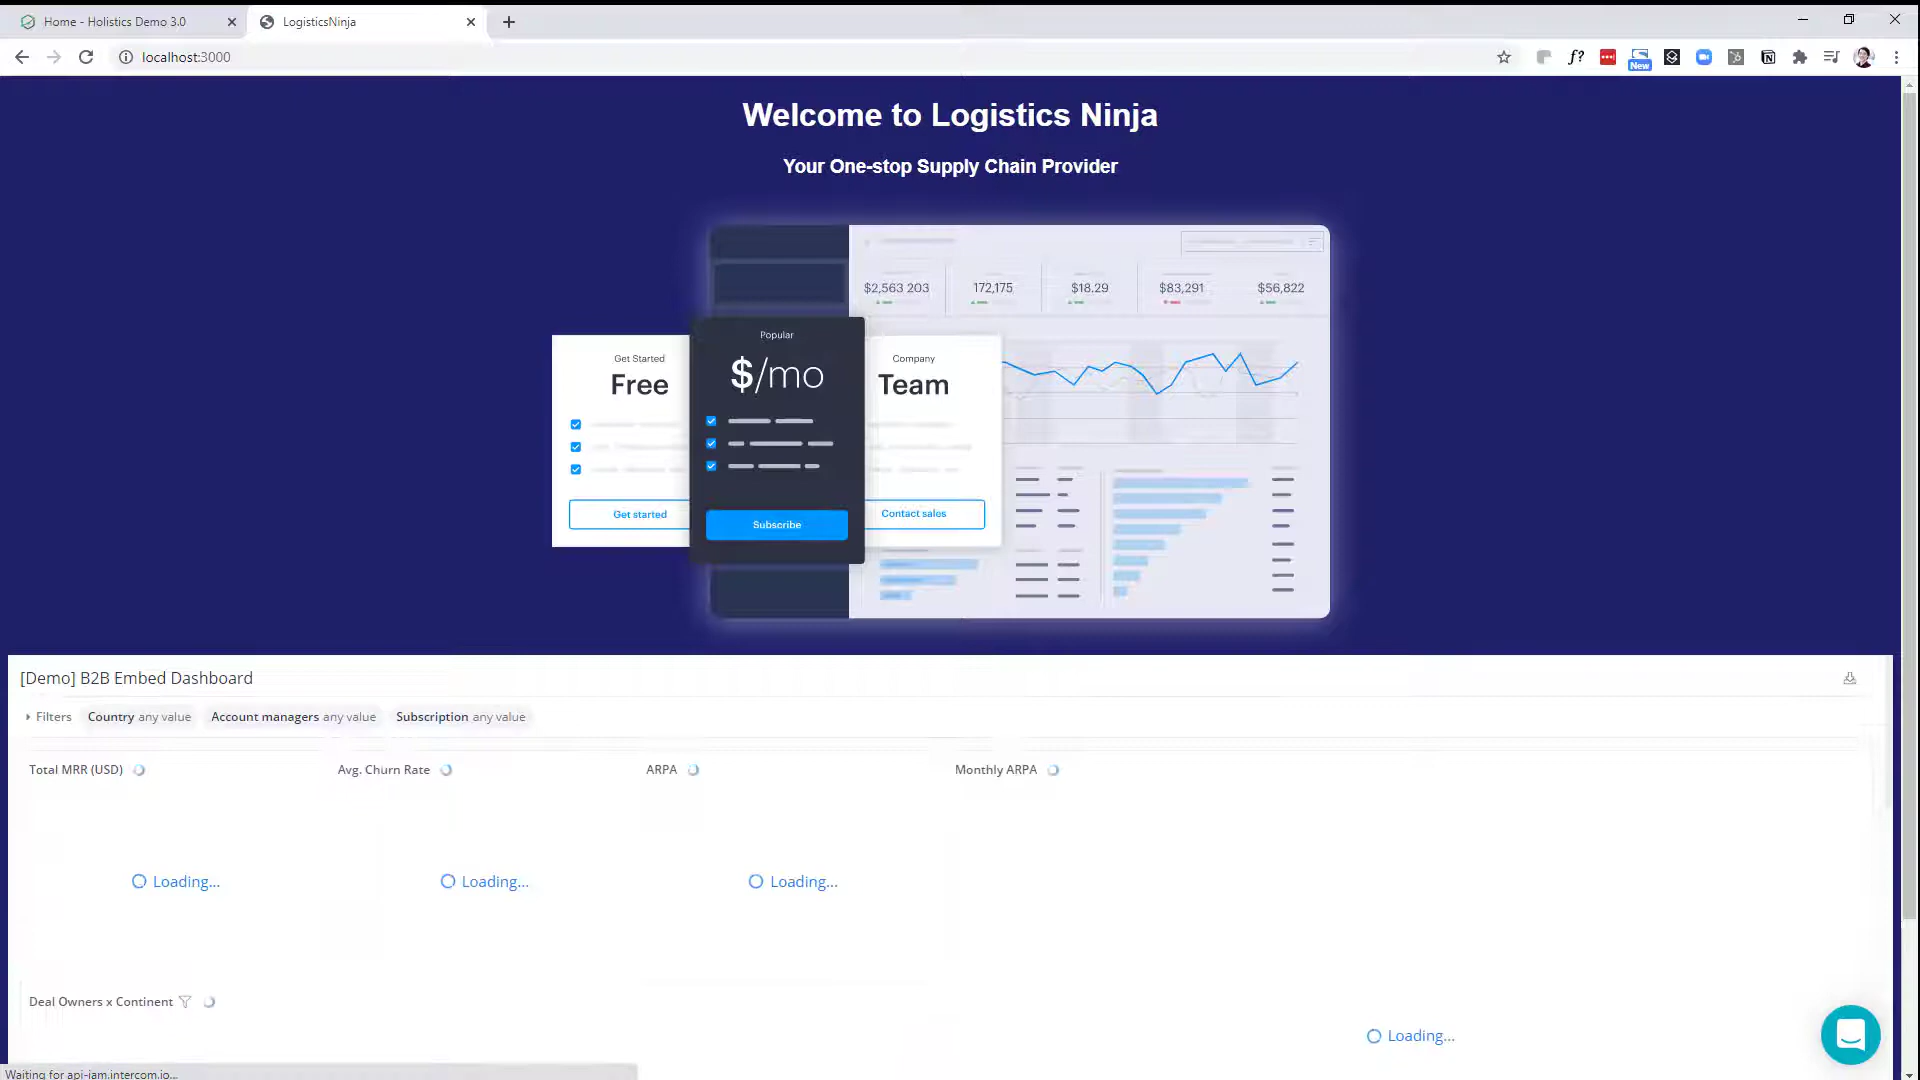 Home - Holistics Demo 3.0
LogisticsNinja
localhost:3000
New
Welcome to Logistics Ninja
Your One-stop Supply Chain Provider
$2,563 203 172,175 $18.29 $83,291 $56,822
Popular
$/mo
Subscribe
Get Started
Free
Get started
Company
Team
Contact sales
[Demo] B2B Embed Dashboard
Filters Country any value Account managers any value Subscription any value
Total MRR (USD) Avg. Churn Rate ARPA Monthly ARPA
Loading... Loading... Loading...
Deal Owners x Continent
Loading...
Waiting for api-iam.intercom.io...